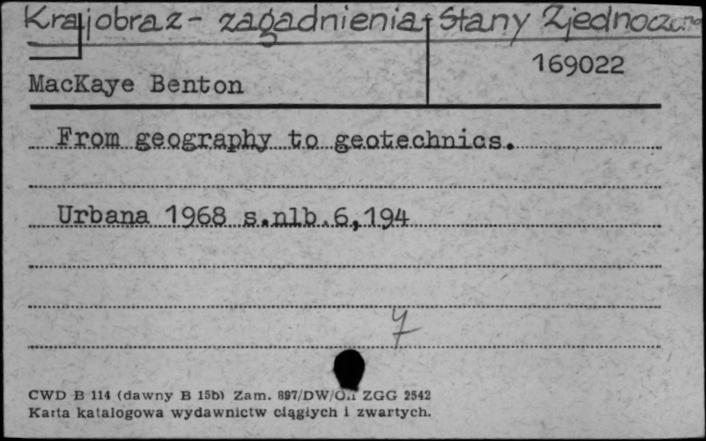 Krajobraz - zagadnienia - Stany Zjednoczone
169022
MacKaye Benton
From geography to geotechnics.
Urbana 1968 s.nlb.6,194
7
CWD B 114 (dawny B 15b) Zam. 897/DW/ ZGG 2542
Karta katalogowa wydawnictw ciągłych i zwartych.